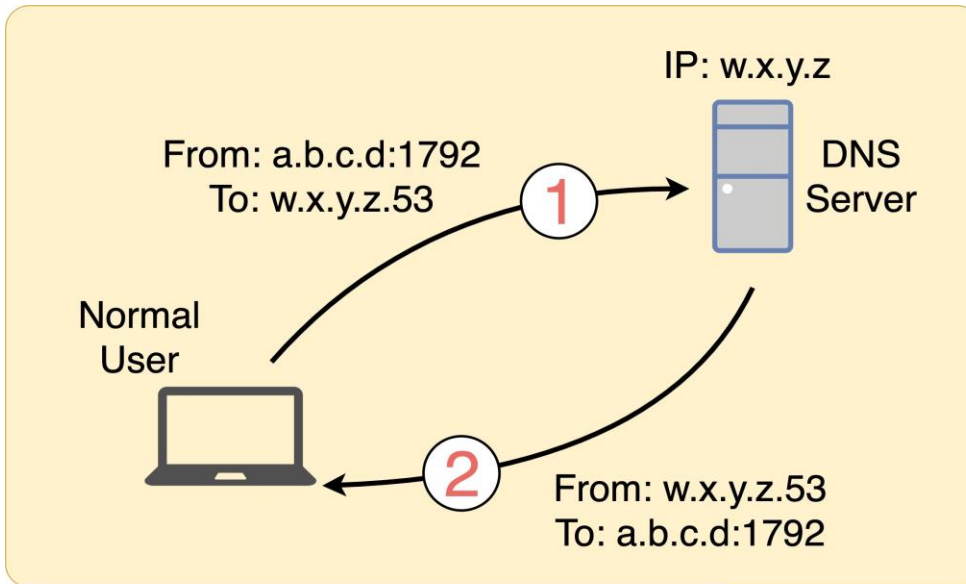 IP: w.x.y.z
DNS
Server
From: a.b.c.d:1792
To: w.x.y.z.53
1
Normal
User
2
From: w.x.y.z.53
To: a.b.c.d:1792